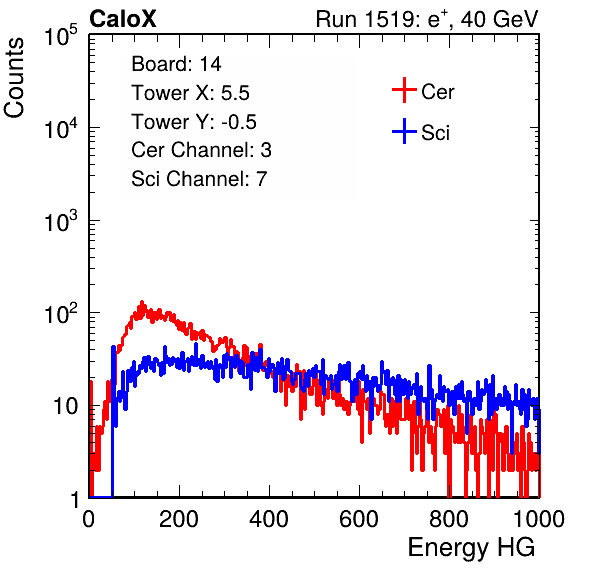 CaloX Run 1519: e⁺, 40 GeV
Counts
10⁵
10⁴
10³
10²
10
1
Board: 14
Tower X: 5.5
Tower Y: -0.5
Cer Channel: 3
Sci Channel: 7
Cer
Sci
0 200 400 600 800 1000
Energy HG